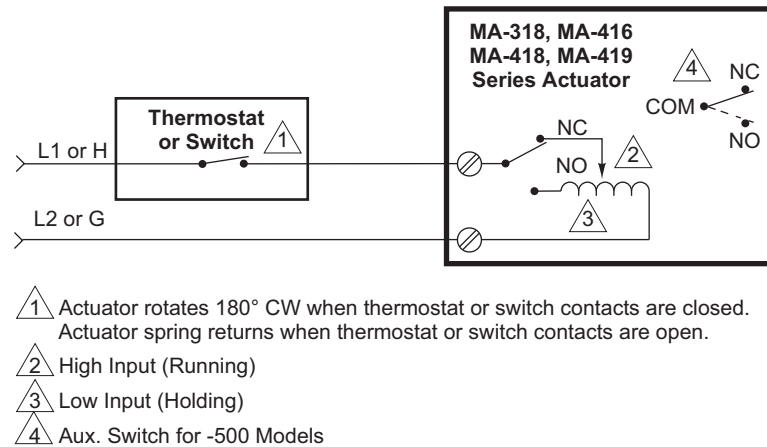 MA-318, MA-416
MA-418, MA-419
Series Actuator
4
NC
COM
NO
Thermostat
or Switch
1
L1 or H
NC
2
NO
3
L2 or G
1 Actuator rotates 180° CW when thermostat or switch contacts are closed.
Actuator spring returns when thermostat or switch contacts are open.
2 High Input (Running)
3 Low Input (Holding)
4 Aux. Switch for -500 Models